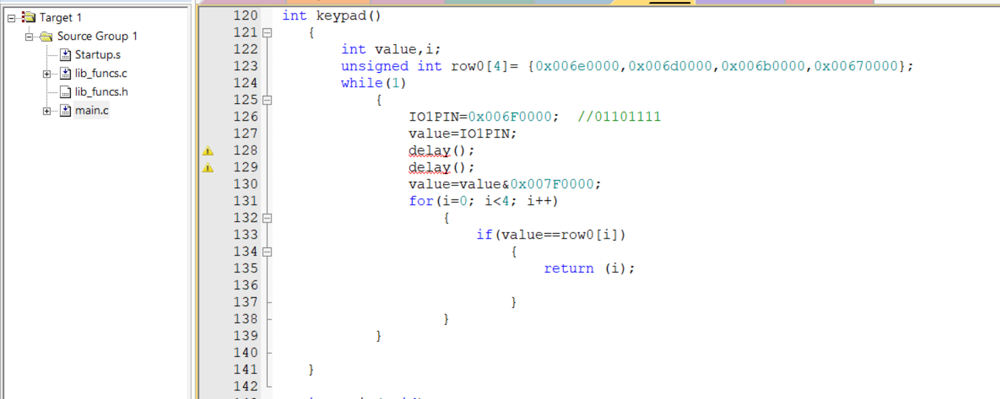 Target 1
Source Group 1
Startup.s
lib_funcs.c
lib_funcs.h
main.c
120 int keypad()
121 {
122 int value,i;
123 unsigned int row0[4]= {0x006e0000,0x006d0000,0x006b0000,0x00670000};
124 while(1)
125 {
126 IO1PIN=0x006F0000; //01101111
127 value=IO1PIN;
128 delay();
129 delay();
130 value=value&0x007F0000;
131 for(i=0; i<4; i++)
132 {
133 if(value==row0[i])
134 {
135 return (i);
136
137 }
138 }
139 }
140
141 }
142